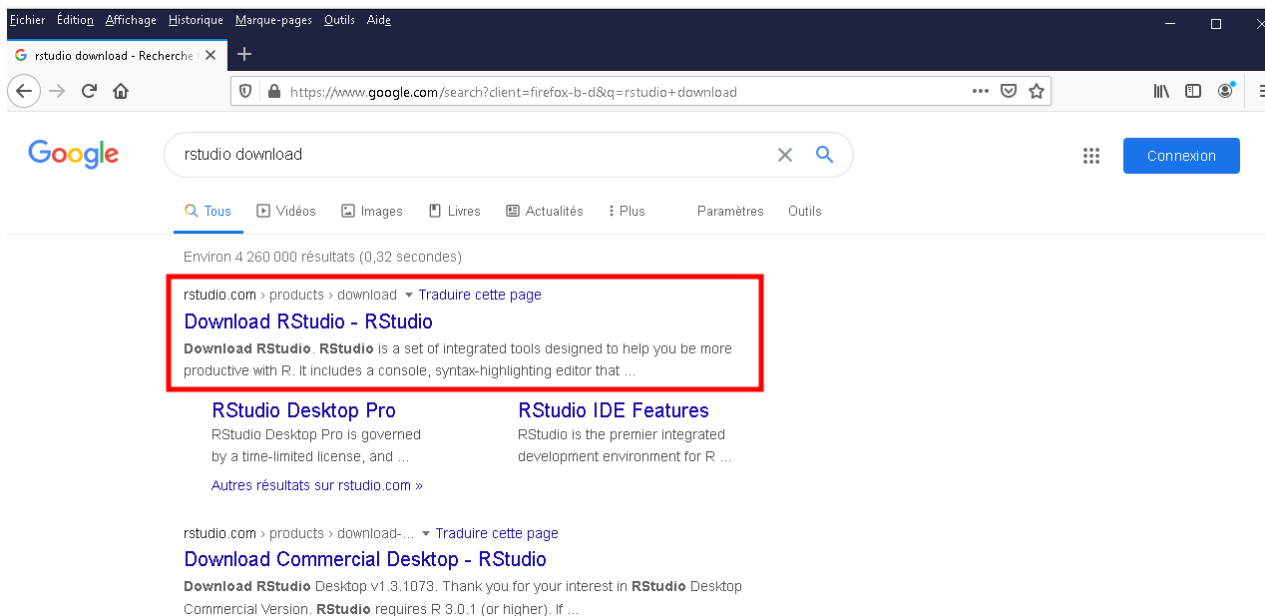 Fichier Édition Affichage Historique Marque-pages Outils Aide
rstudio download - Recherche
https://www.google.com/search?client=firefox-b-d&q=rstudio+download
Google
rstudio download
Connexion
Tous Vidéos Images Livres Actualités Plus Paramètres Outils
Environ 4 260 000 résultats (0,32 secondes)
rstudio.com › products › download Traduire cette page
Download RStudio - RStudio
Download RStudio. RStudio is a set of integrated tools designed to help you be more
productive with R. It includes a console, syntax-highlighting editor that ...
RStudio Desktop Pro
RStudio Desktop Pro is governed
by a time-limited license, and ...
RStudio IDE Features
RStudio is the premier integrated
development environment for R ...
Autres résultats sur rstudio.com »
rstudio.com › products › download-... Traduire cette page
Download Commercial Desktop - RStudio
Download RStudio Desktop v1.3.1073. Thank you for your interest in RStudio Desktop
Commercial Version. RStudio requires R 3.0.1 (or higher). If ...